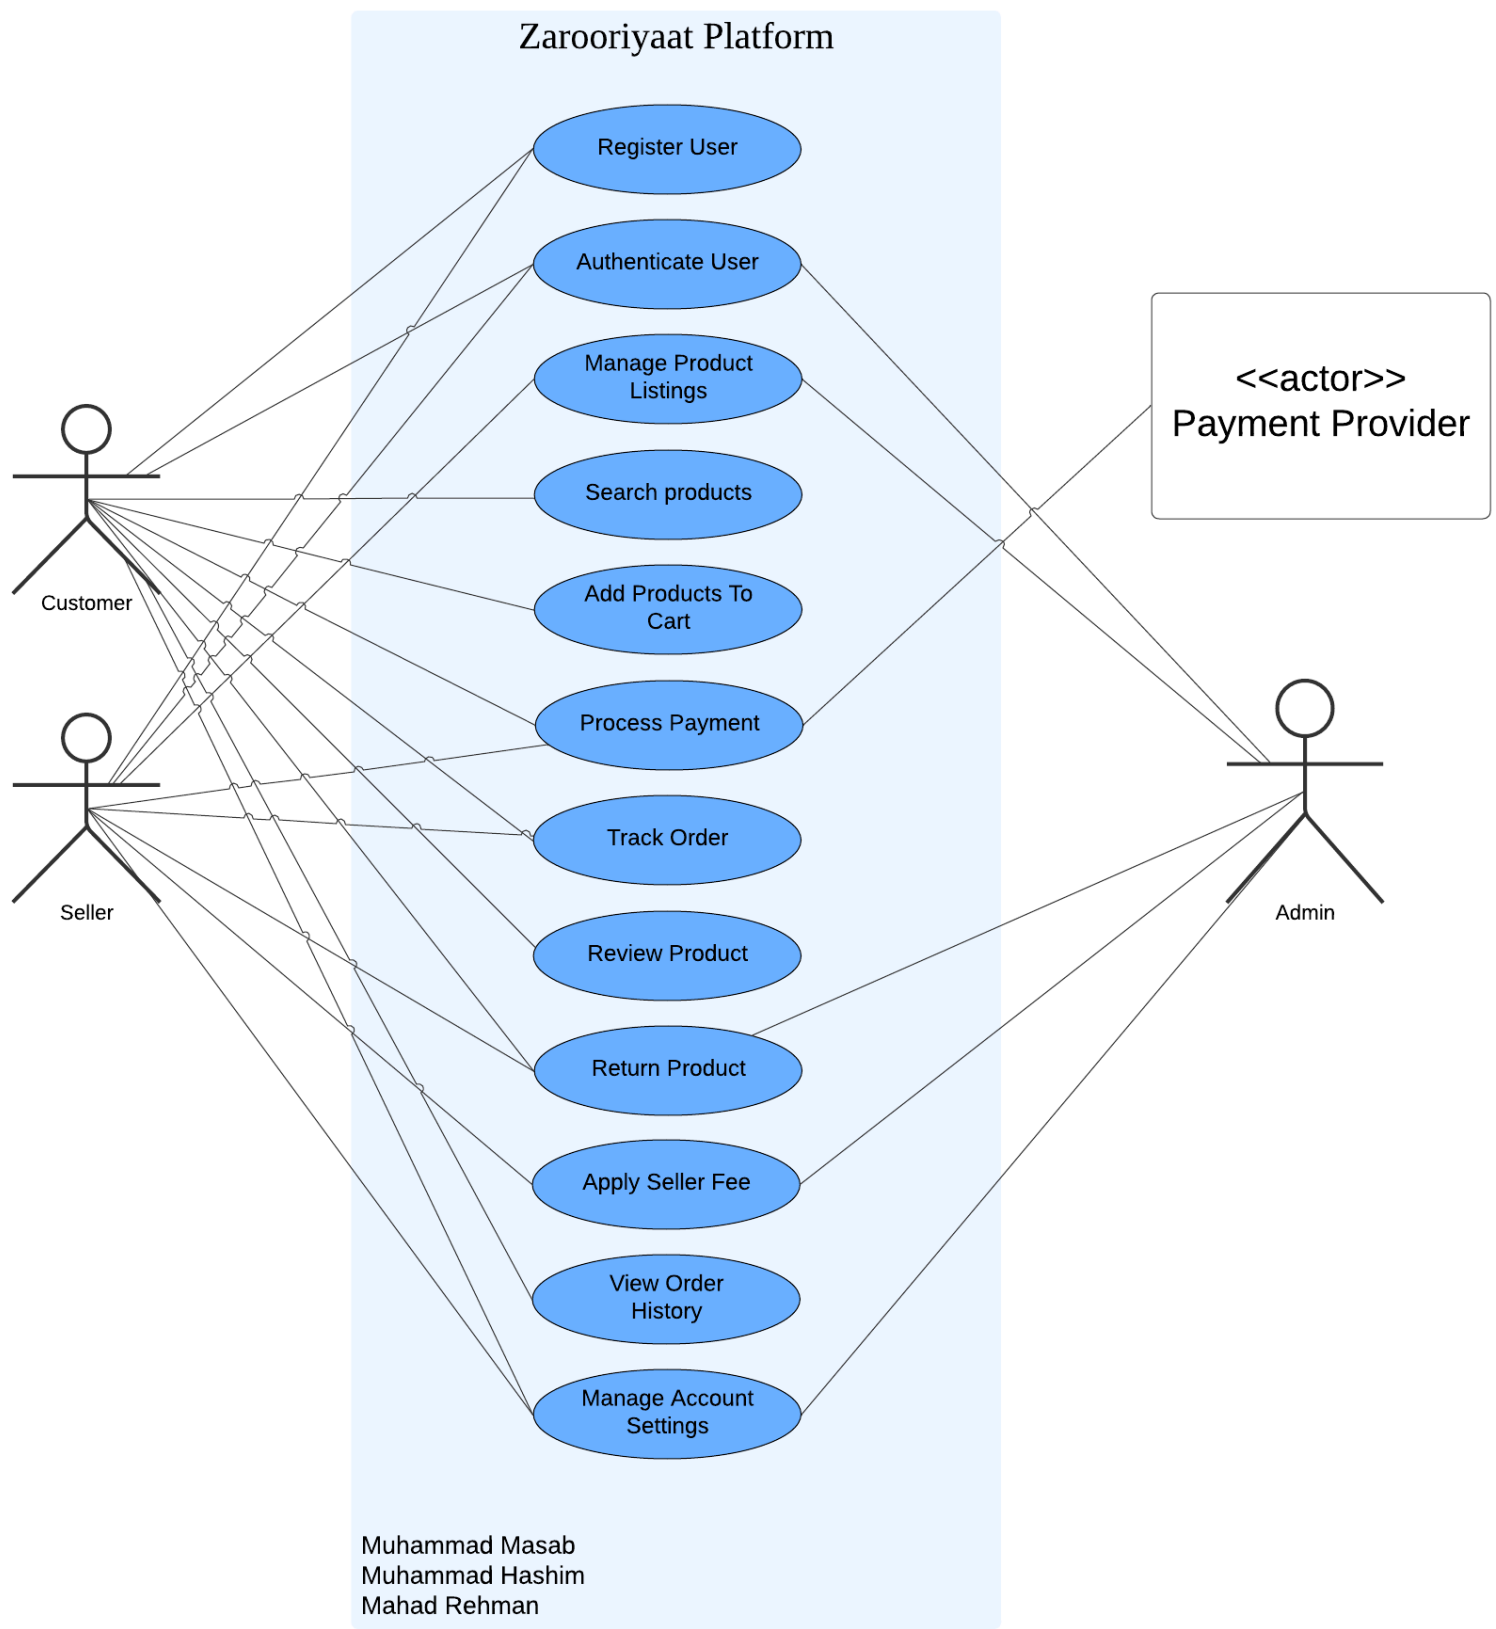 Zarooriyaat Platform
Register User
Authenticate User
Manage Product
Listings
<<actor>>
Payment Provider
Search products
Customer
Add Products To
Cart
Process Payment
Track Order
Seller
Admin
Review Product
Return Product
Apply Seller Fee
View Order
History
Manage Account
Settings
Muhammad Masab
Muhammad Hashim
Mahad Rehman